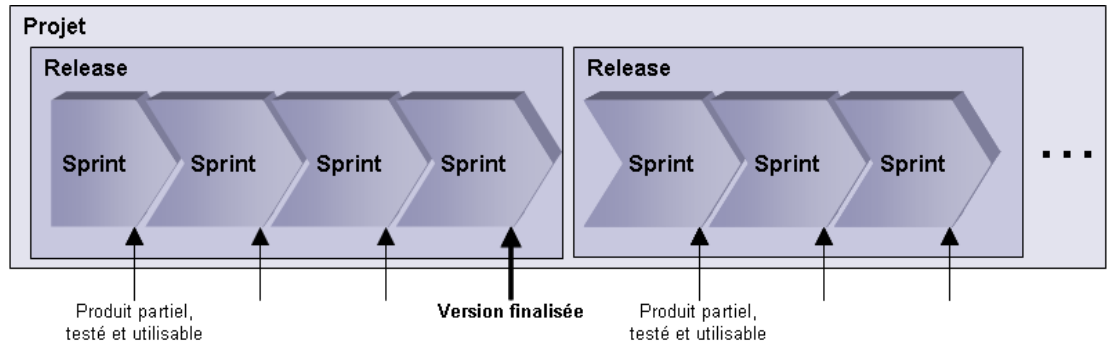 Projet
Release
Release
Sprint
Sprint
Sprint
Sprint
Sprint
Sprint
Sprint
...
Produit partiel,
testé et utilisable
Version finalisée
Produit partiel,
testé et utilisable